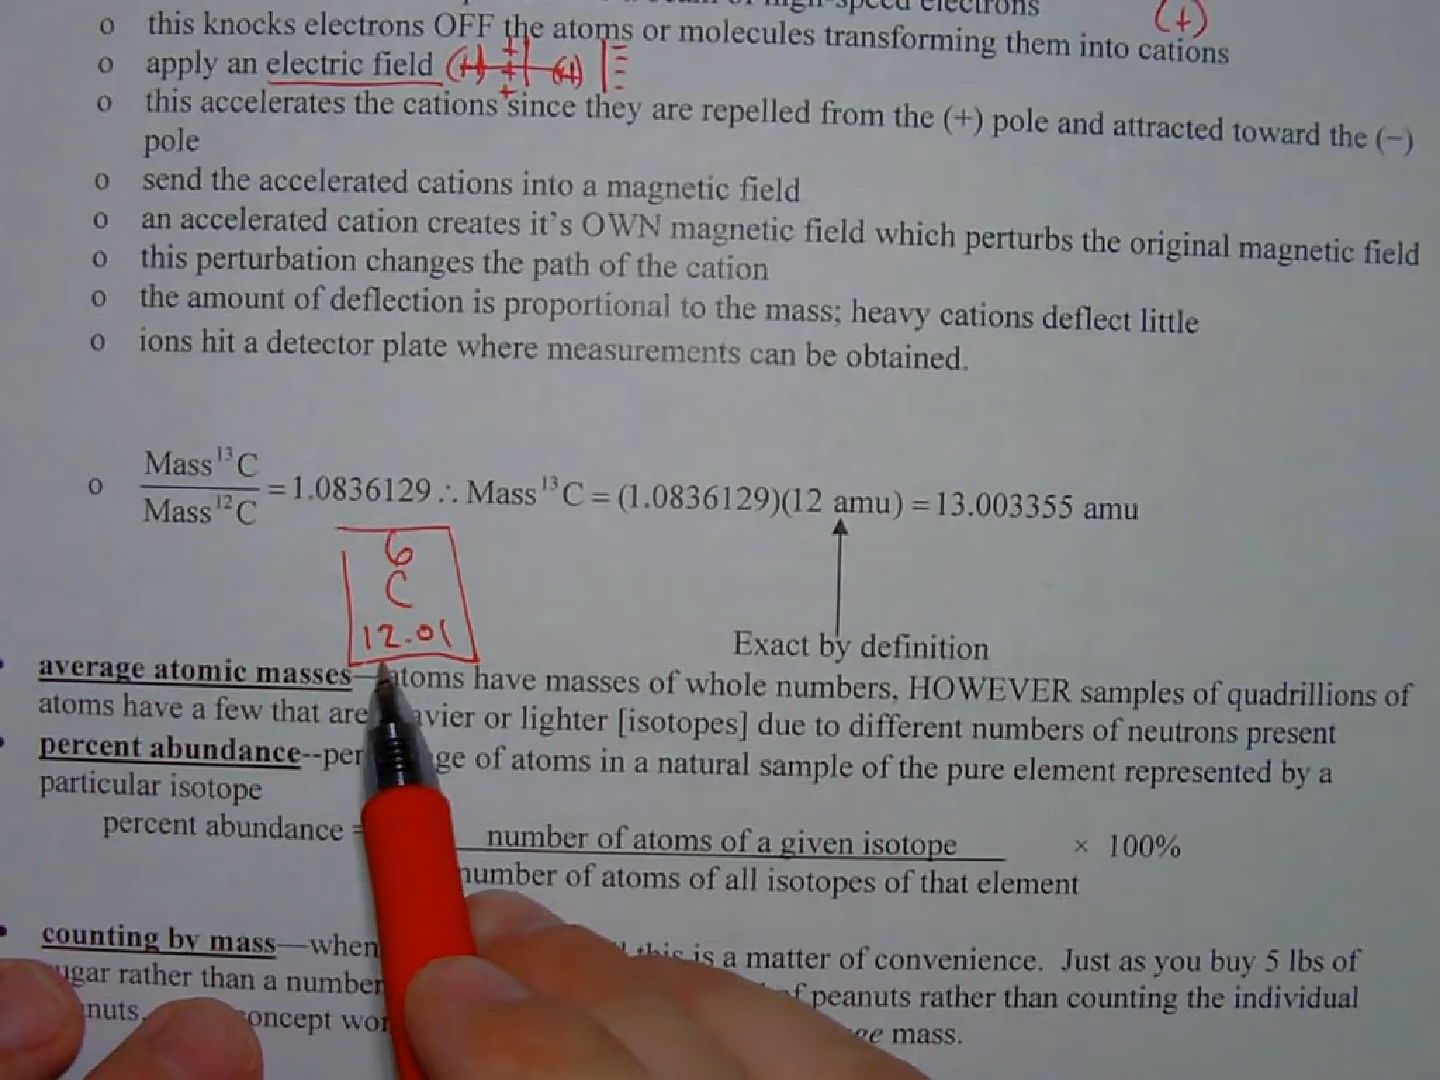 high-speed electrons
(+)
o this knocks electrons OFF the atoms or molecules transforming them into cations
o apply an electric field (+) + + + (+)
o this accelerates the cations since they are repelled from the (+) pole and attracted toward the (−)
pole
o send the accelerated cations into a magnetic field
o an accelerated cation creates it's OWN magnetic field which perturbs the original magnetic field
o this perturbation changes the path of the cation
o the amount of deflection is proportional to the mass; heavy cations deflect little
o ions hit a detector plate where measurements can be obtained.
o Mass ¹³C / Mass ¹²C = 1.0836129 ∴ Mass ¹³C = (1.0836129)(12 amu) = 13.003355 amu
6
C
12.01
Exact by definition
average atomic masses—atoms have masses of whole numbers, HOWEVER samples of quadrillions of
atoms have a few that are avier or lighter [isotopes] due to different numbers of neutrons present
percent abundance--per ge of atoms in a natural sample of the pure element represented by a
particular isotope
percent abundance = number of atoms of a given isotope × 100%
number of atoms of all isotopes of that element
counting by mass—when this is a matter of convenience. Just as you buy 5 lbs of
ugar rather than a number of peanuts rather than counting the individual
nuts, concept wor mass.